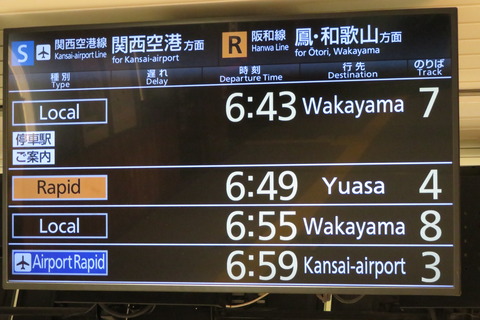 S 関西空港線 Kansai-airport Line 関西空港方面 for Kansai-airport R 阪和線 Hanwa Line 鳳・和歌山方面 for Ōtori, Wakayama
種別 Type 遅れ Delay 時刻 Departure Time 行先 Destination のりば Track
Local 6:43 Wakayama 7
停車駅
ご案内
Rapid 6:49 Yuasa 4
Local 6:55 Wakayama 8
Airport Rapid 6:59 Kansai-airport 3